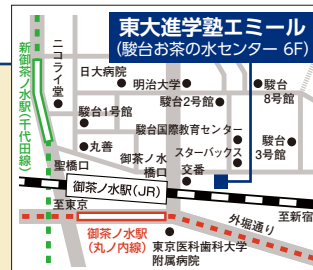 東大進学塾エミール
(駿台お茶の水センター 6F)
新御茶ノ水駅(千代田線)
ニコライ堂
日大病院
明治大学
駿台
8号館
駿台2号館
駿台1号館
駿台国際教育センター
丸善
スターバックス
駿台
3号館
聖橋口
御茶ノ水
橋口
交番
御茶ノ水駅(JR)
至東京
至新宿
外堀通り
御茶ノ水駅
(丸ノ内線)
東京医科歯科大学
附属病院